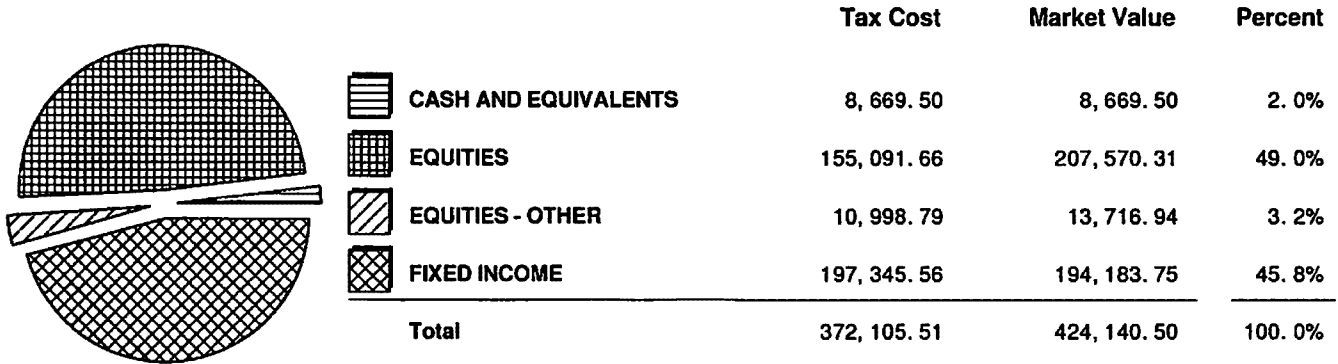 Tax Cost Market Value Percent
CASH AND EQUIVALENTS 8, 669. 50 8, 669. 50 2. 0%
EQUITIES 155, 091. 66 207, 570. 31 49. 0%
EQUITIES - OTHER 10, 998. 79 13, 716. 94 3. 2%
FIXED INCOME 197, 345. 56 194, 183. 75 45. 8%
Total 372, 105. 51 424, 140. 50 100. 0%